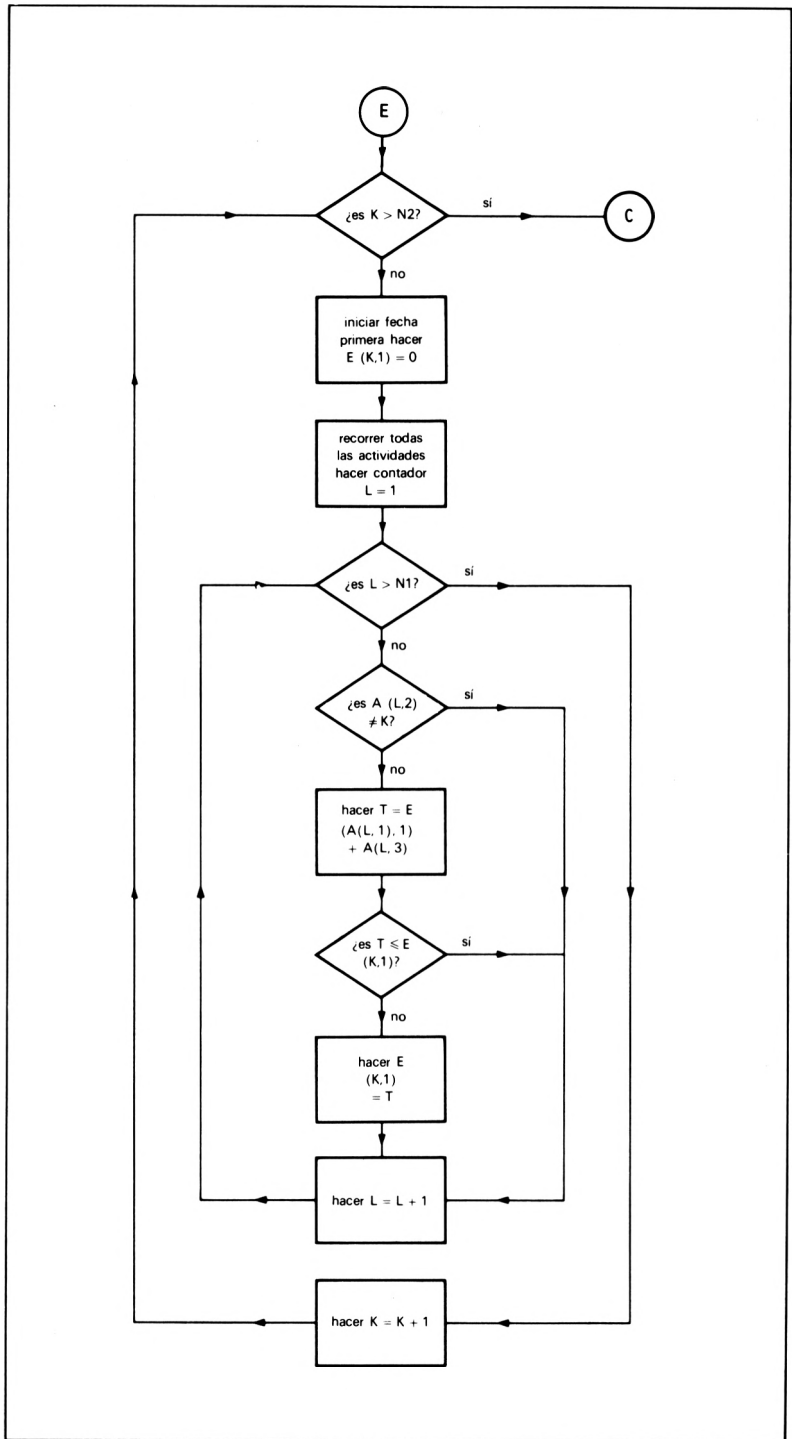 E
¿es K > N2?
sí
C
no
iniciar fecha
primera hacer
E (K,1) = 0
recorrer todas
las actividades
hacer contador
L = 1
¿es L > N1?
sí
no
¿es A (L,2)
≠ K?
sí
no
hacer T = E
(A(L, 1), 1)
+ A(L, 3)
¿es T ⩽ E
(K,1)?
sí
no
hacer E
(K,1)
= T
hacer L = L + 1
hacer K = K + 1